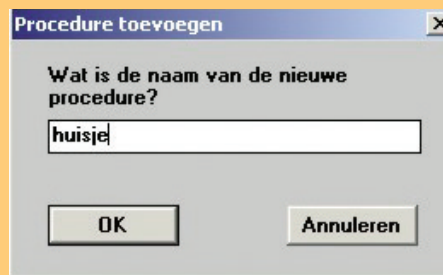 Procedure toevoegen
Wat is de naam van de nieuwe
procedure?
huisje
OK
Annuleren